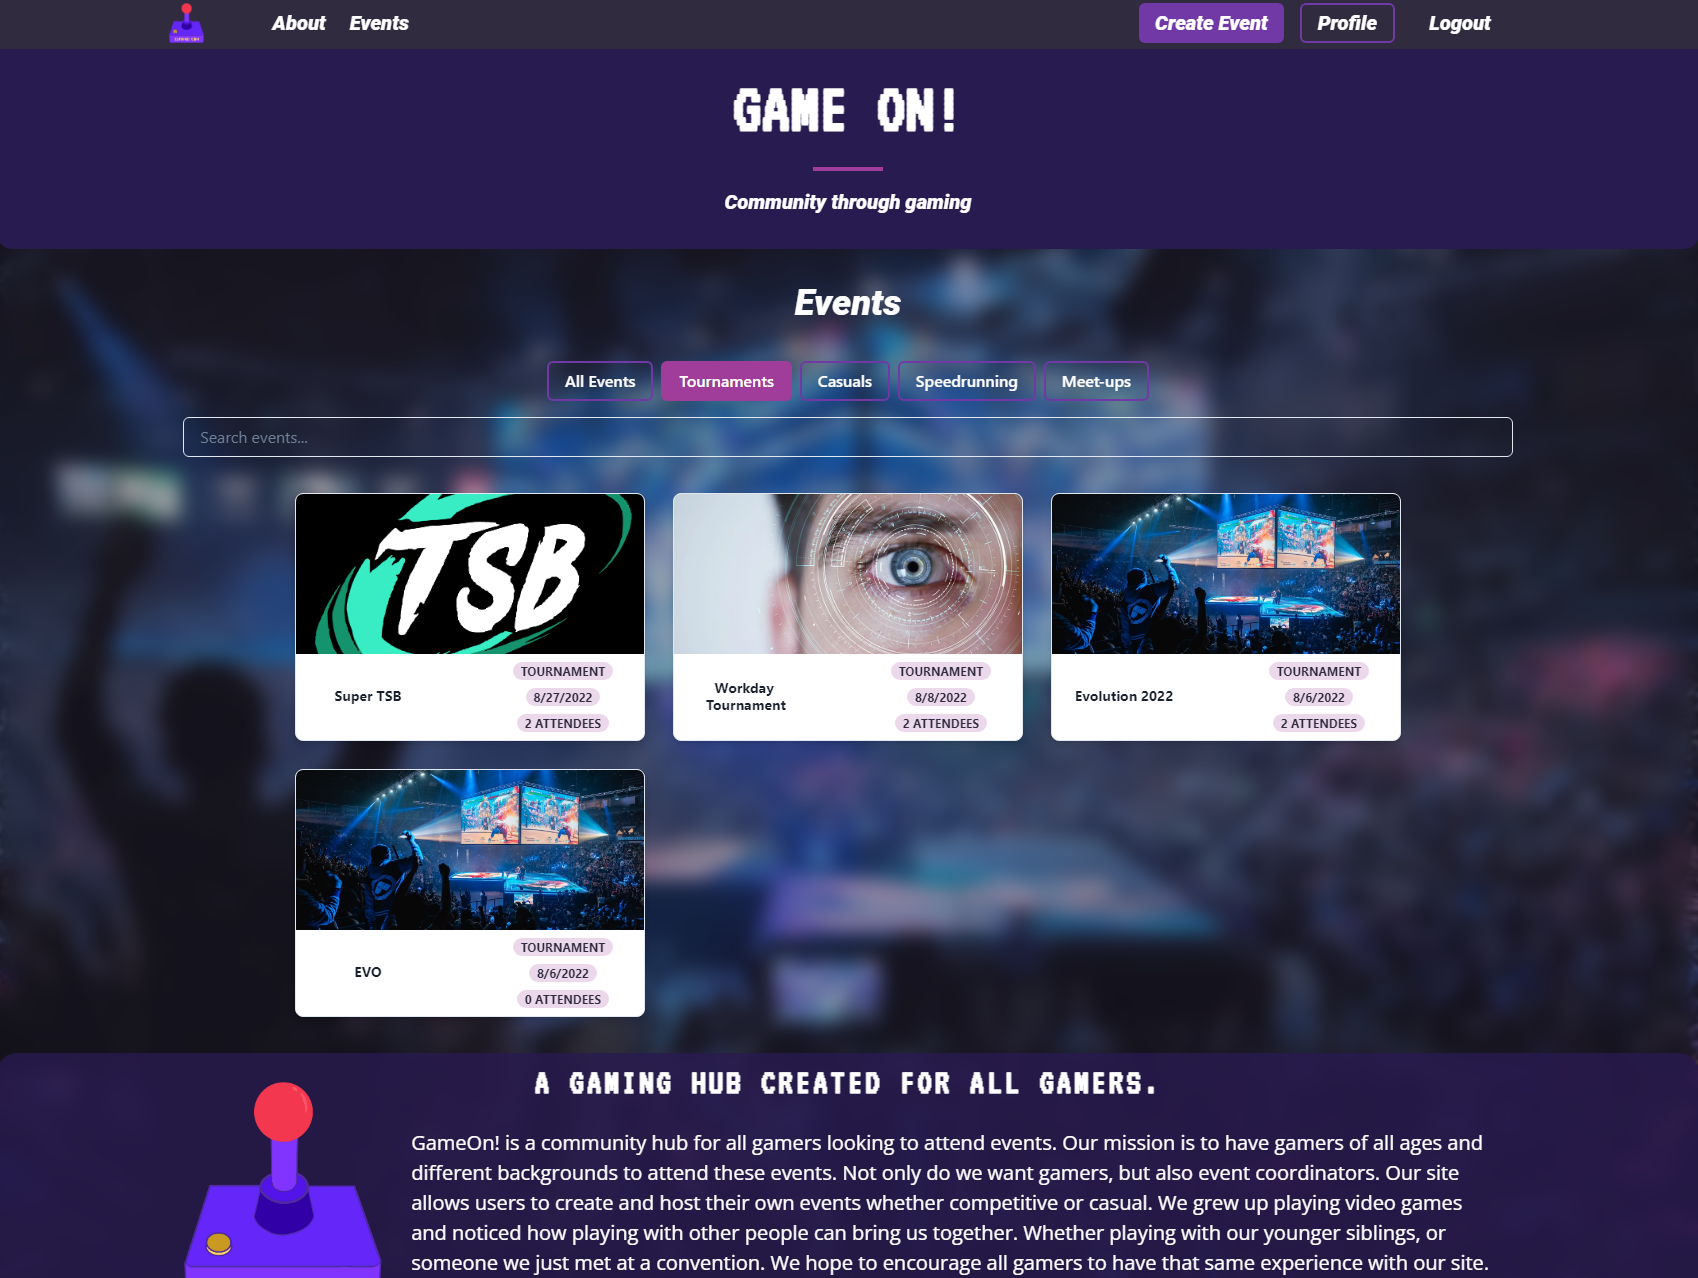 About Events Create Event Profile Logout
GAME ON!
Community through gaming
Events
All Events Tournaments Casuals Speedrunning Meet-ups
Search events...
TSB
Super TSB
TOURNAMENT
8/27/2022
2 ATTENDEES
Workday
Tournament
TOURNAMENT
8/8/2022
2 ATTENDEES
Evolution 2022
TOURNAMENT
8/6/2022
2 ATTENDEES
EVO
TOURNAMENT
8/6/2022
0 ATTENDEES
A GAMING HUB CREATED FOR ALL GAMERS.
GameOn! is a community hub for all gamers looking to attend events. Our mission is to have gamers of all ages and
different backgrounds to attend these events. Not only do we want gamers, but also event coordinators. Our site
allows users to create and host their own events whether competitive or casual. We grew up playing video games
and noticed how playing with other people can bring us together. Whether playing with our younger siblings, or
someone we just met at a convention. We hope to encourage all gamers to have that same experience with our site.